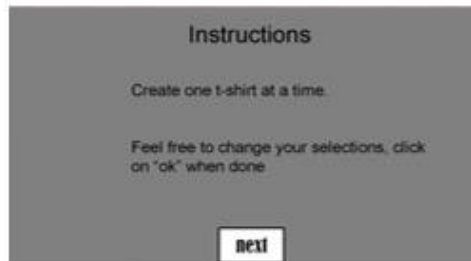 Instructions
Create one t-shirt at a time.
Feel free to change your selections, click
on "ok" when done
next